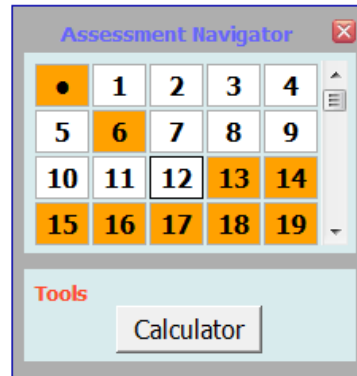 Assessment Navigator
● 1 2 3 4
5 6 7 8 9
10 11 12 13 14
15 16 17 18 19
Tools
Calculator